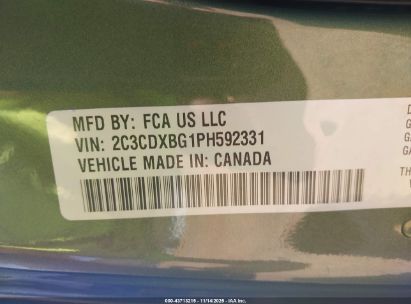 MFD BY: FCA US LLC
VIN: 2C3CDXBG1PH592331
VEHICLE MADE IN: CANADA